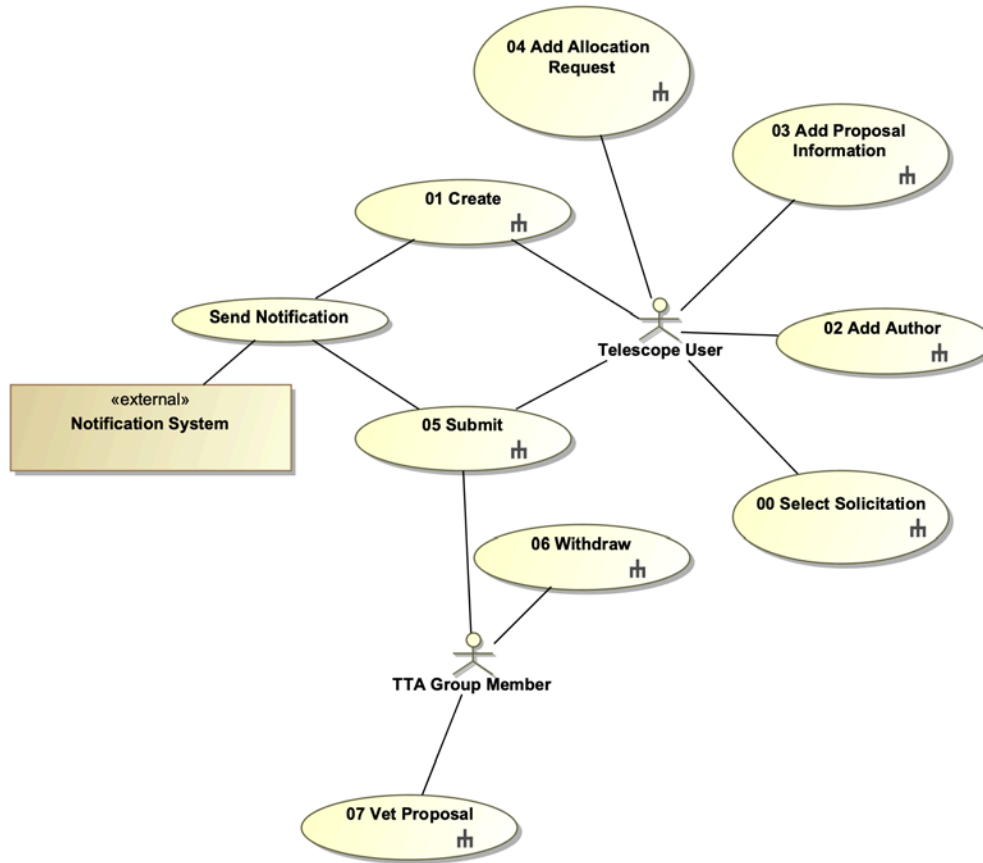 04 Add Allocation
Request
03 Add Proposal
Information
01 Create
Send Notification
Telescope User
02 Add Author
«external»
Notification System
05 Submit
00 Select Solicitation
06 Withdraw
TTA Group Member
07 Vet Proposal